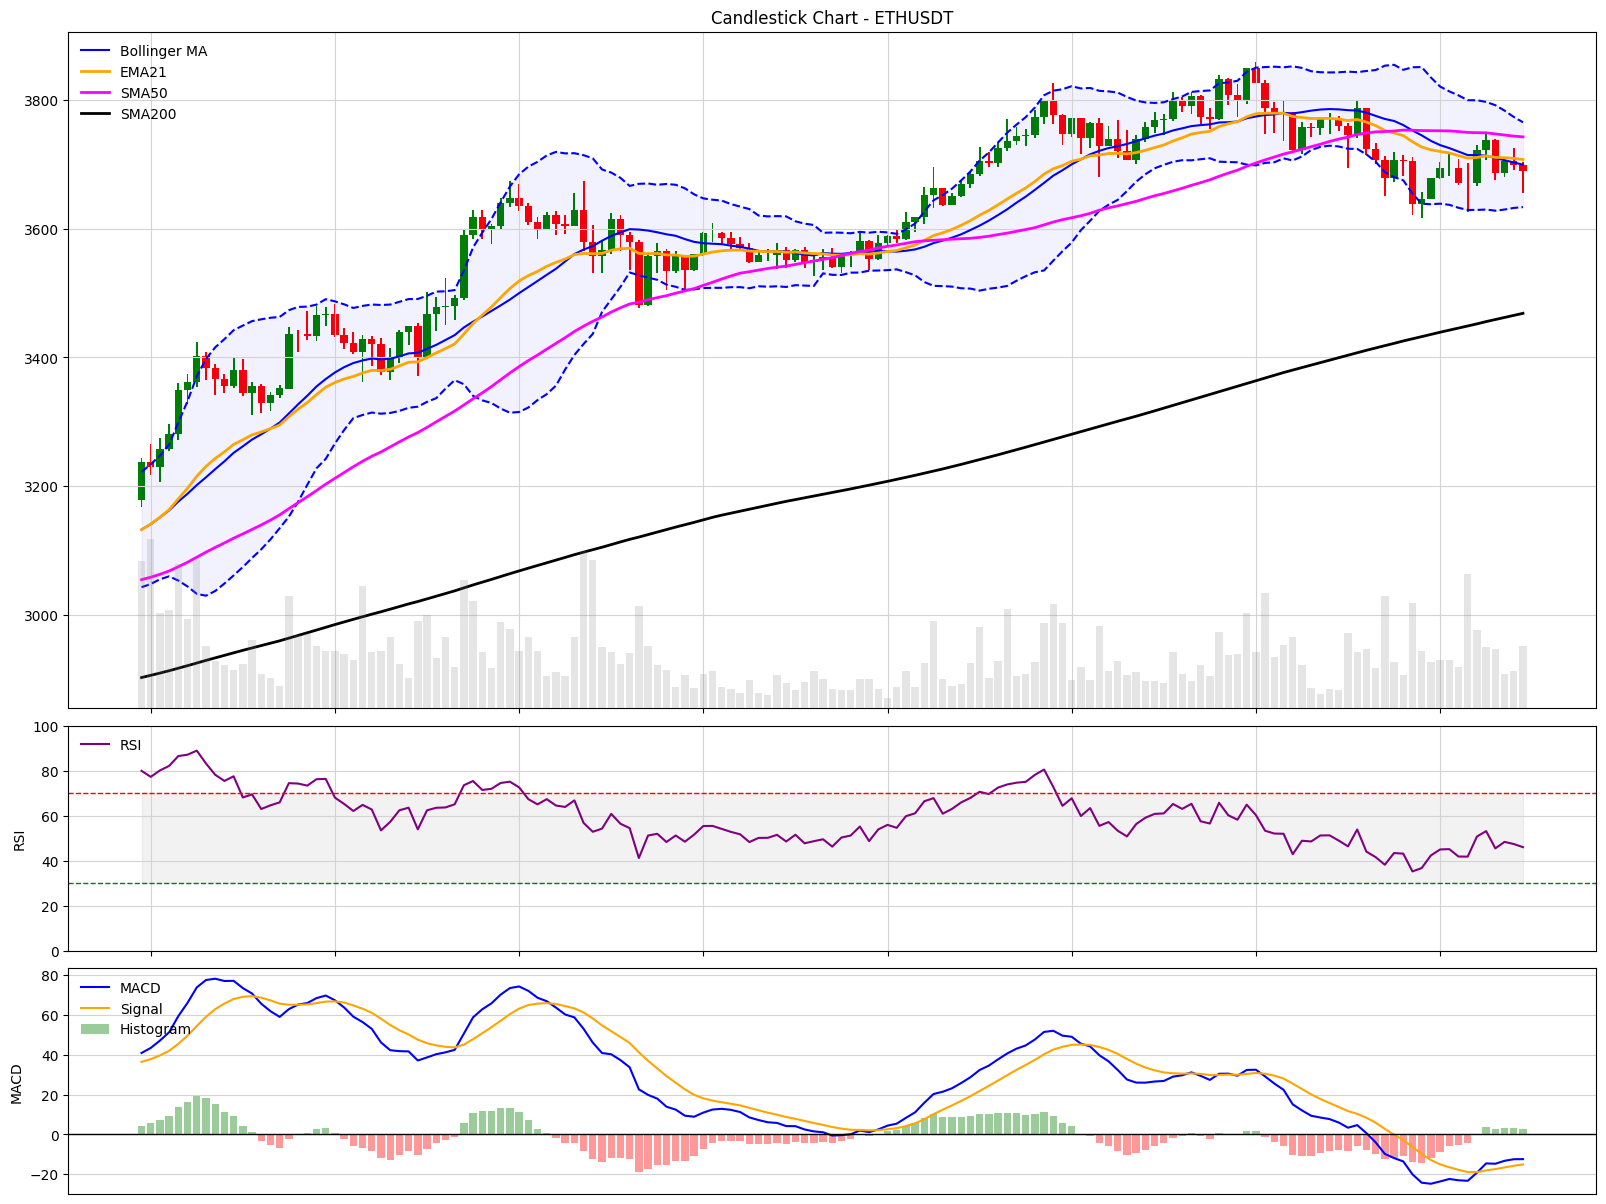 Candlestick Chart - ETHUSDT
Bollinger MA
EMA21
SMA50
SMA200
3800
3600
3400
3200
3000
RSI
100
80
60
40
20
0
RSI
MACD
Signal
Histogram
80
60
40
20
0
−20
MACD